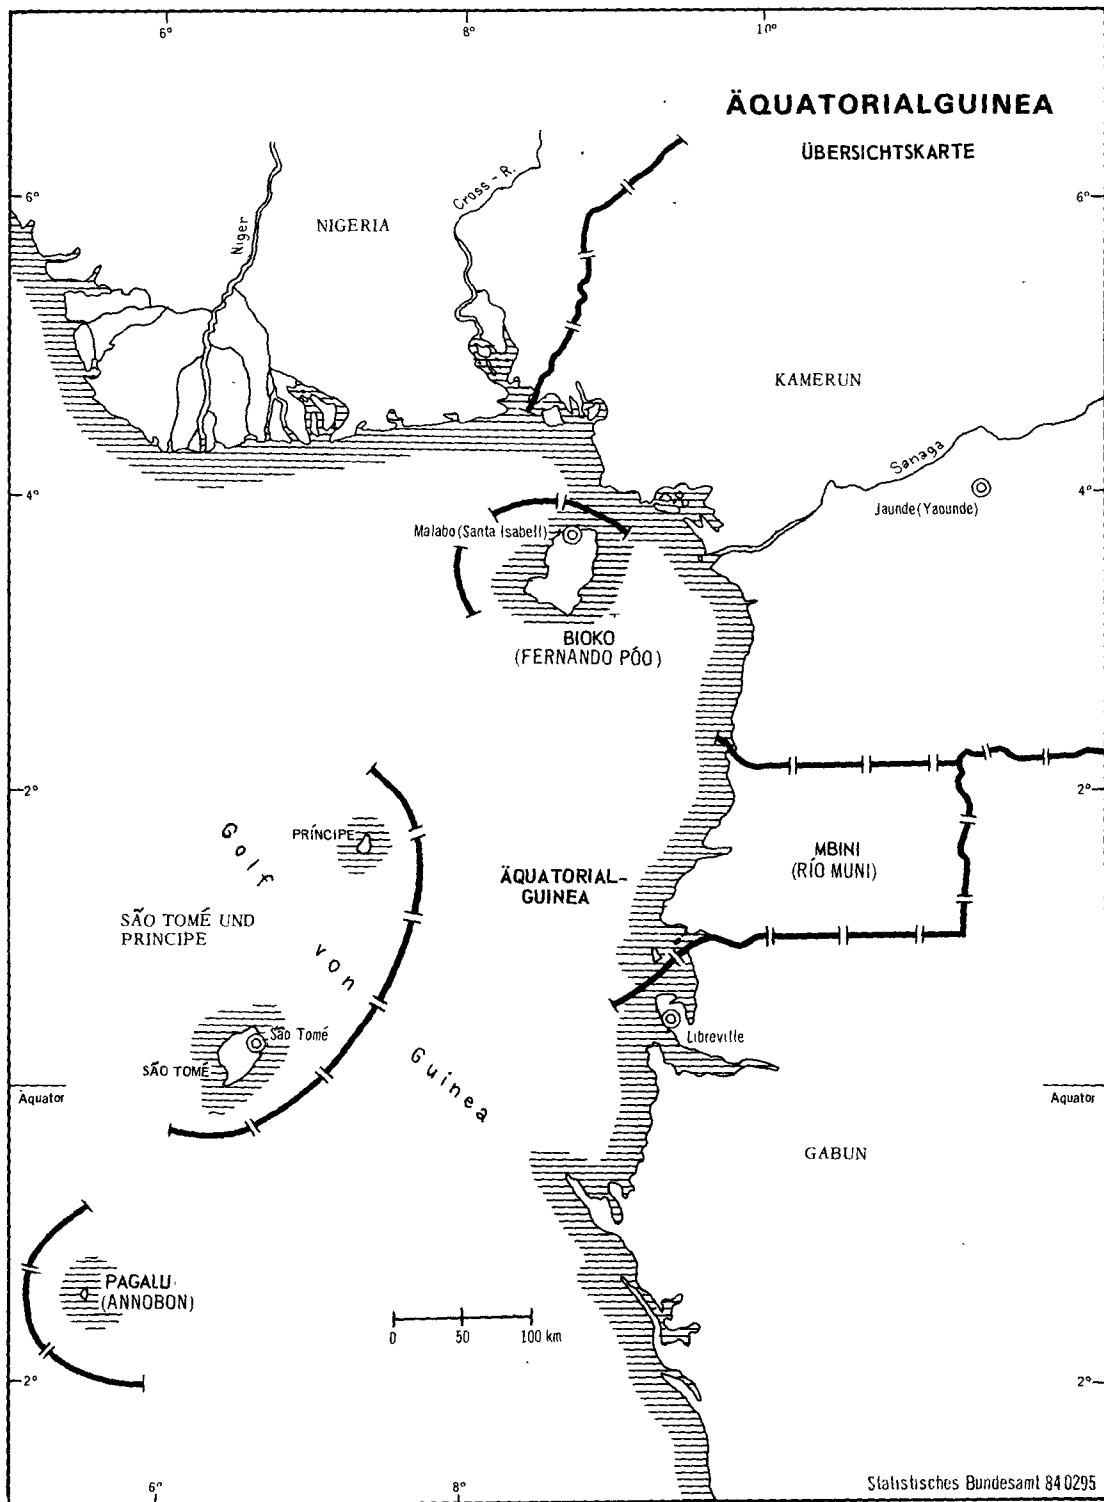 6° 8° 10°
ÄQUATORIALGUINEA
ÜBERSICHTSKARTE
6° 6°
Cross-R.
Niger
NIGERIA
KAMERUN
Sanaga
4° 4°
Jaunde (Yaounde)
Malabo (Santa Isabell)
BIOKO
(FERNANDO PÓO)
2° 2°
Golf von Guinea
PRÍNCIPE
MBINI
(RÍO MUNI)
ÄQUATORIAL-
GUINEA
SÃO TOMÉ UND
PRINCIPE
São Tomé
Libreville
SÃO TOMÉ
Äquator Äquator
GABUN
PAGALU
(ANNOBON)
0 50 100 km
2° 2°
6° 8°
Statistisches Bundesamt 84 0295